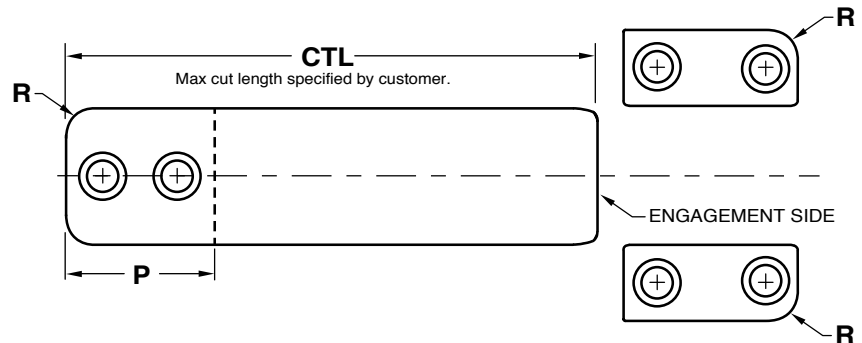 R
CTL
Max cut length specified by customer.
R
ENGAGEMENT SIDE
P
R